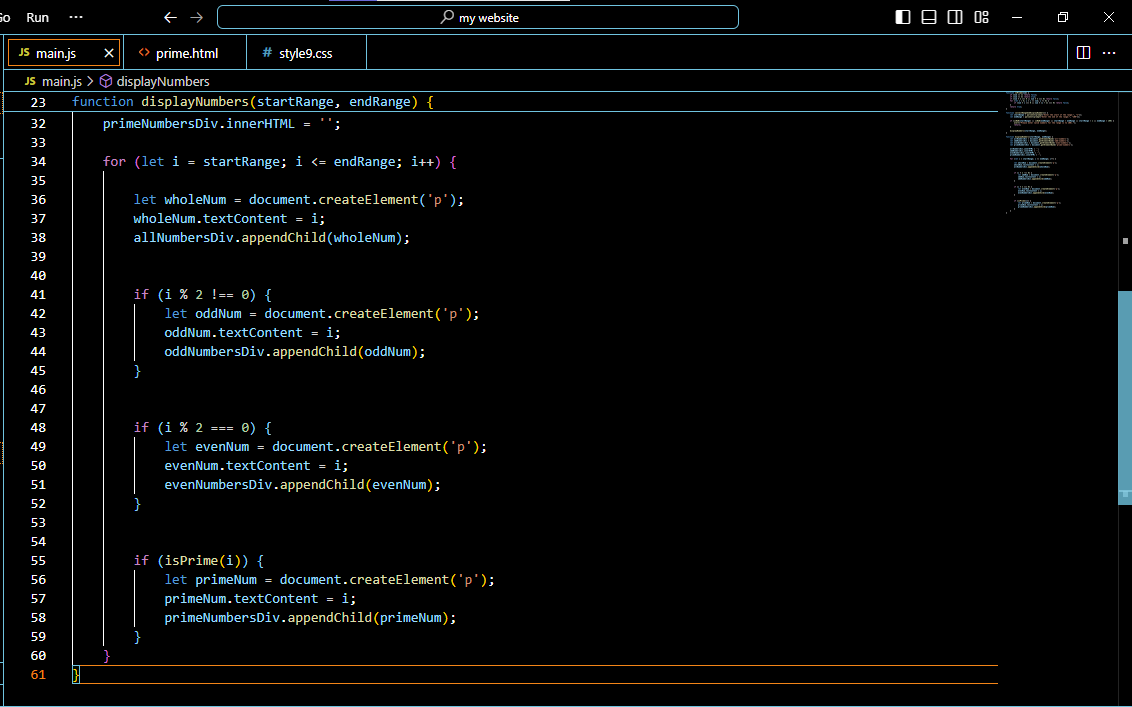 Run ···
my website
JS main.js
<> prime.html
# style9.css
···
JS main.js > displayNumbers
23 function displayNumbers(startRange, endRange) {
32 primeNumbersDiv.innerHTML = '';
33
34 for (let i = startRange; i <= endRange; i++) {
35
36 let wholeNum = document.createElement('p');
37 wholeNum.textContent = i;
38 allNumbersDiv.appendChild(wholeNum);
39
40
41 if (i % 2 !== 0) {
42 let oddNum = document.createElement('p');
43 oddNum.textContent = i;
44 oddNumbersDiv.appendChild(oddNum);
45 }
46
47
48 if (i % 2 === 0) {
49 let evenNum = document.createElement('p');
50 evenNum.textContent = i;
51 evenNumbersDiv.appendChild(evenNum);
52 }
53
54
55 if (isPrime(i)) {
56 let primeNum = document.createElement('p');
57 primeNum.textContent = i;
58 primeNumbersDiv.appendChild(primeNum);
59 }
60 }
61 }